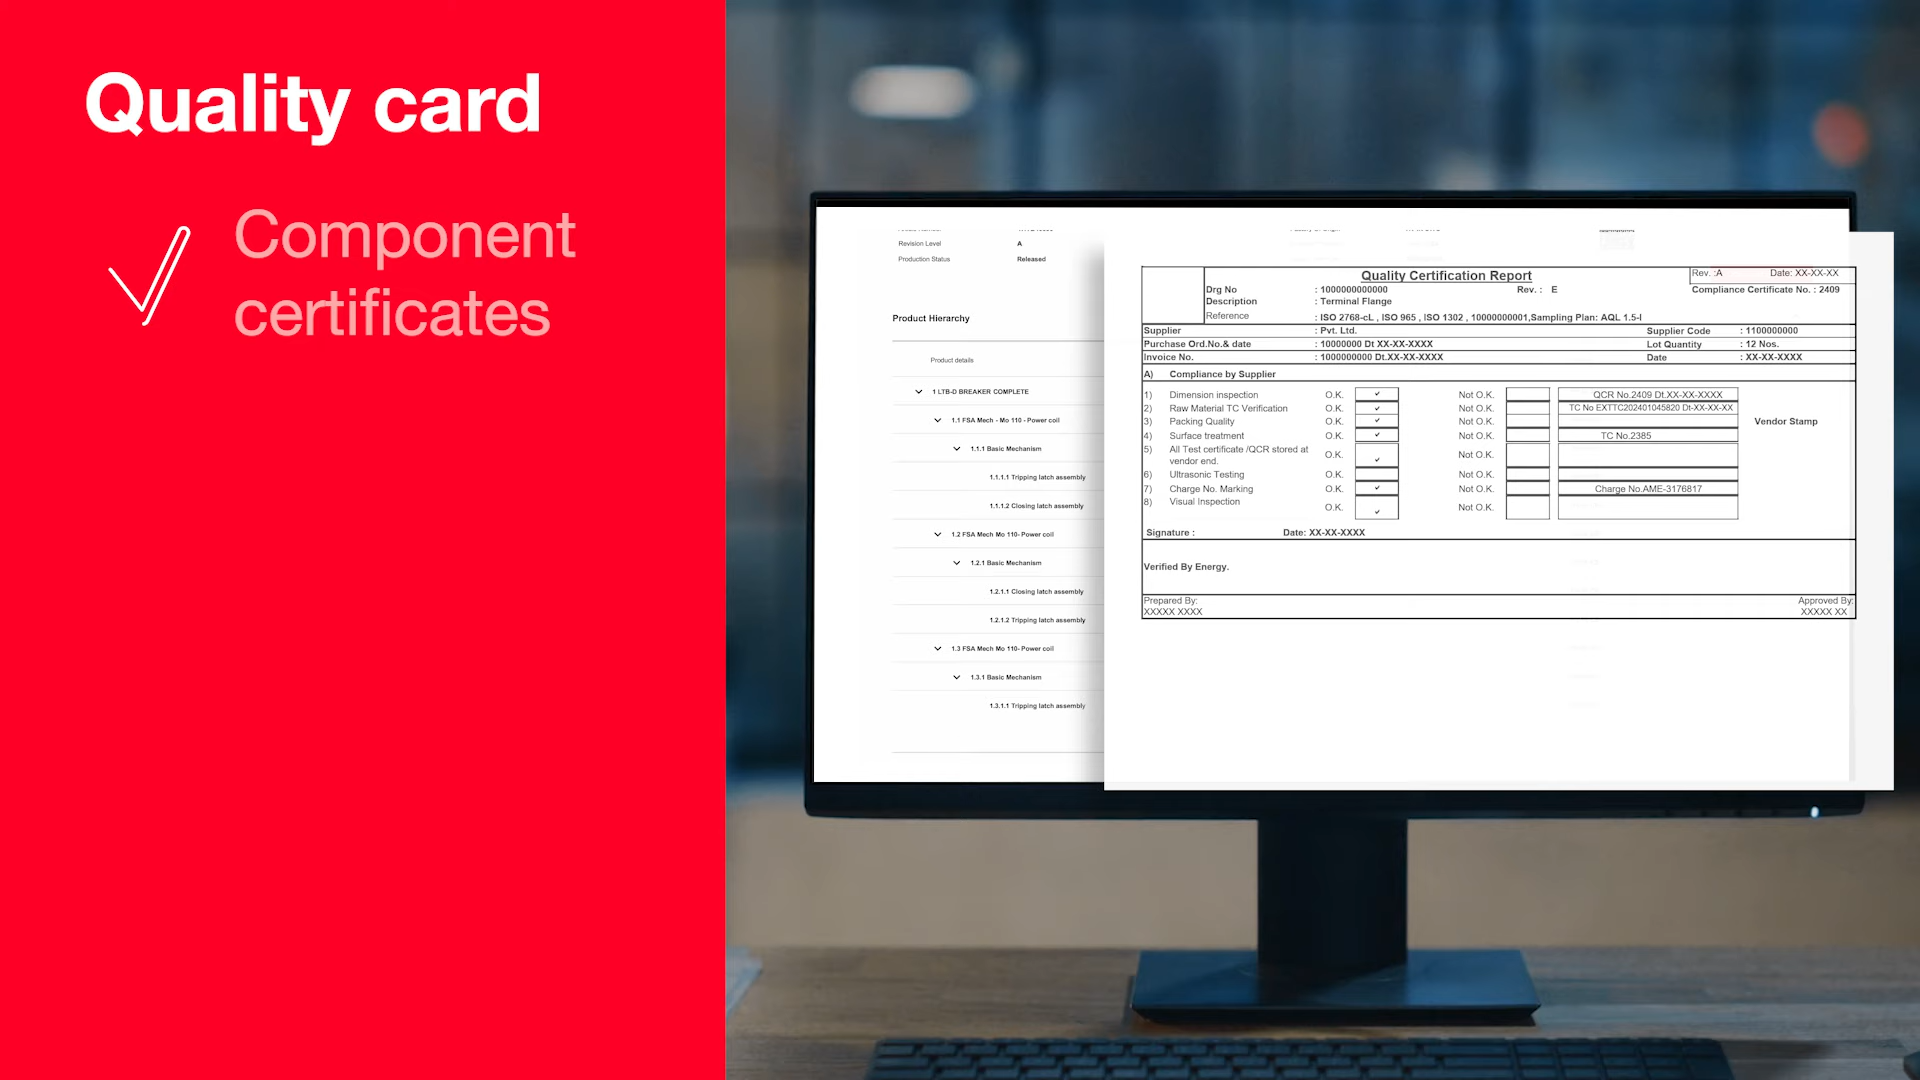 Quality card
Component
certificates
Revision Level A
Production Status Released
Product Hierarchy
Product details
1 LTB-D BREAKER COMPLETE
1.1 FSA Mech - Mo 110 - Power coil
1.1.1 Basic Mechanism
1.1.1.1 Tripping latch assembly
1.1.1.2 Closing latch assembly
1.2 FSA Mech Mo 110- Power coil
1.2.1 Basic Mechanism
1.2.1.1 Closing latch assembly
1.2.1.2 Tripping latch assembly
1.3 FSA Mech Mo 110- Power coil
1.3.1 Basic Mechanism
1.3.1.1 Tripping latch assembly
Quality Certification Report
Rev. :A Date: XX-XX-XX
Drg No : 1000000000000 Rev. : E Compliance Certificate No. : 2409
Description : Terminal Flange
Reference : ISO 2768-cL , ISO 965 , ISO 1302 , 10000000001,Sampling Plan: AQL 1.5-I
Supplier : Pvt. Ltd. Supplier Code : 1100000000
Purchase Ord.No.& date : 10000000 Dt XX-XX-XXXX Lot Quantity : 12 Nos.
Invoice No. : 1000000000 Dt.XX-XX-XXXX Date : XX-XX-XXXX
A) Compliance by Supplier
1) Dimension inspection O.K. ✓ Not O.K. QCR No.2409 Dt.XX-XX-XXXX
2) Raw Material TC Verification O.K. ✓ Not O.K. TC No EXTTC202401045820 Dt-XX-XX-XX
3) Packing Quality O.K. ✓ Not O.K. Vendor Stamp
4) Surface treatment O.K. ✓ Not O.K. TC No.2385
5) All Test certificate /QCR stored at
vendor end. O.K. ✓ Not O.K.
6) Ultrasonic Testing O.K. Not O.K.
7) Charge No. Marking O.K. ✓ Not O.K. Charge No.AME-3176817
8) Visual Inspection O.K. ✓ Not O.K.
Signature : Date: XX-XX-XXXX
Verified By Energy.
Prepared By: Approved By:
XXXXX XXXX XXXXX XX